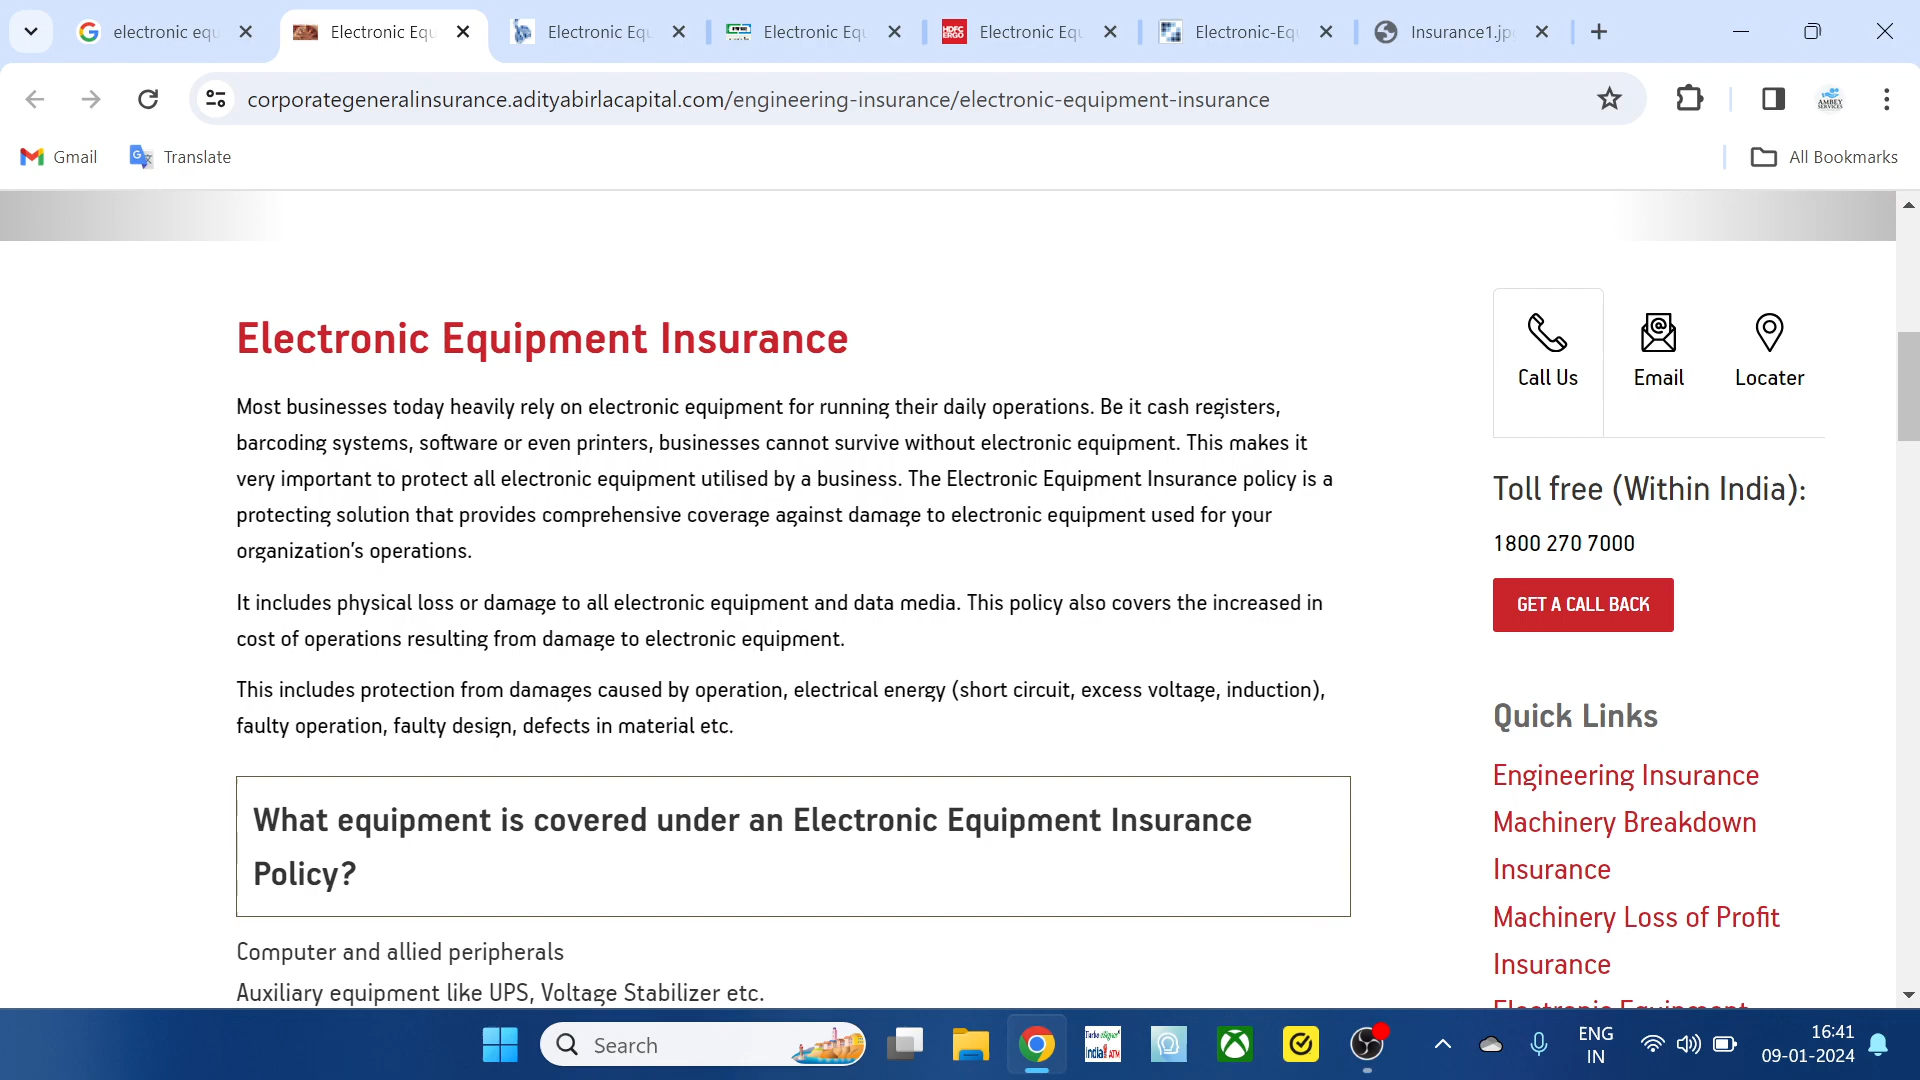 electronic equ
Electronic Equ
Electronic Equ
Electronic Equ
HDFC
ERGO
Electronic Equ
Electronic-Equ
Insurance1.jp
corporategeneralinsurance.adityabirlacapital.com/engineering-insurance/electronic-equipment-insurance
AMBEY
SERVICES
Gmail
Translate
All Bookmarks
Electronic Equipment Insurance
Most businesses today heavily rely on electronic equipment for running their daily operations. Be it cash registers,
barcoding systems, software or even printers, businesses cannot survive without electronic equipment. This makes it
very important to protect all electronic equipment utilised by a business. The Electronic Equipment Insurance policy is a
protecting solution that provides comprehensive coverage against damage to electronic equipment used for your
organization's operations.
It includes physical loss or damage to all electronic equipment and data media. This policy also covers the increased in
cost of operations resulting from damage to electronic equipment.
This includes protection from damages caused by operation, electrical energy (short circuit, excess voltage, induction),
faulty operation, faulty design, defects in material etc.
What equipment is covered under an Electronic Equipment Insurance
Policy?
Computer and allied peripherals
Auxiliary equipment like UPS, Voltage Stabilizer etc.
Call Us
Email
Locater
Toll free (Within India):
1800 270 7000
GET A CALL BACK
Quick Links
Engineering Insurance
Machinery Breakdown
Insurance
Machinery Loss of Profit
Insurance
Electronic Equipment
Search
India ATM
ENG
IN
16:41
09-01-2024